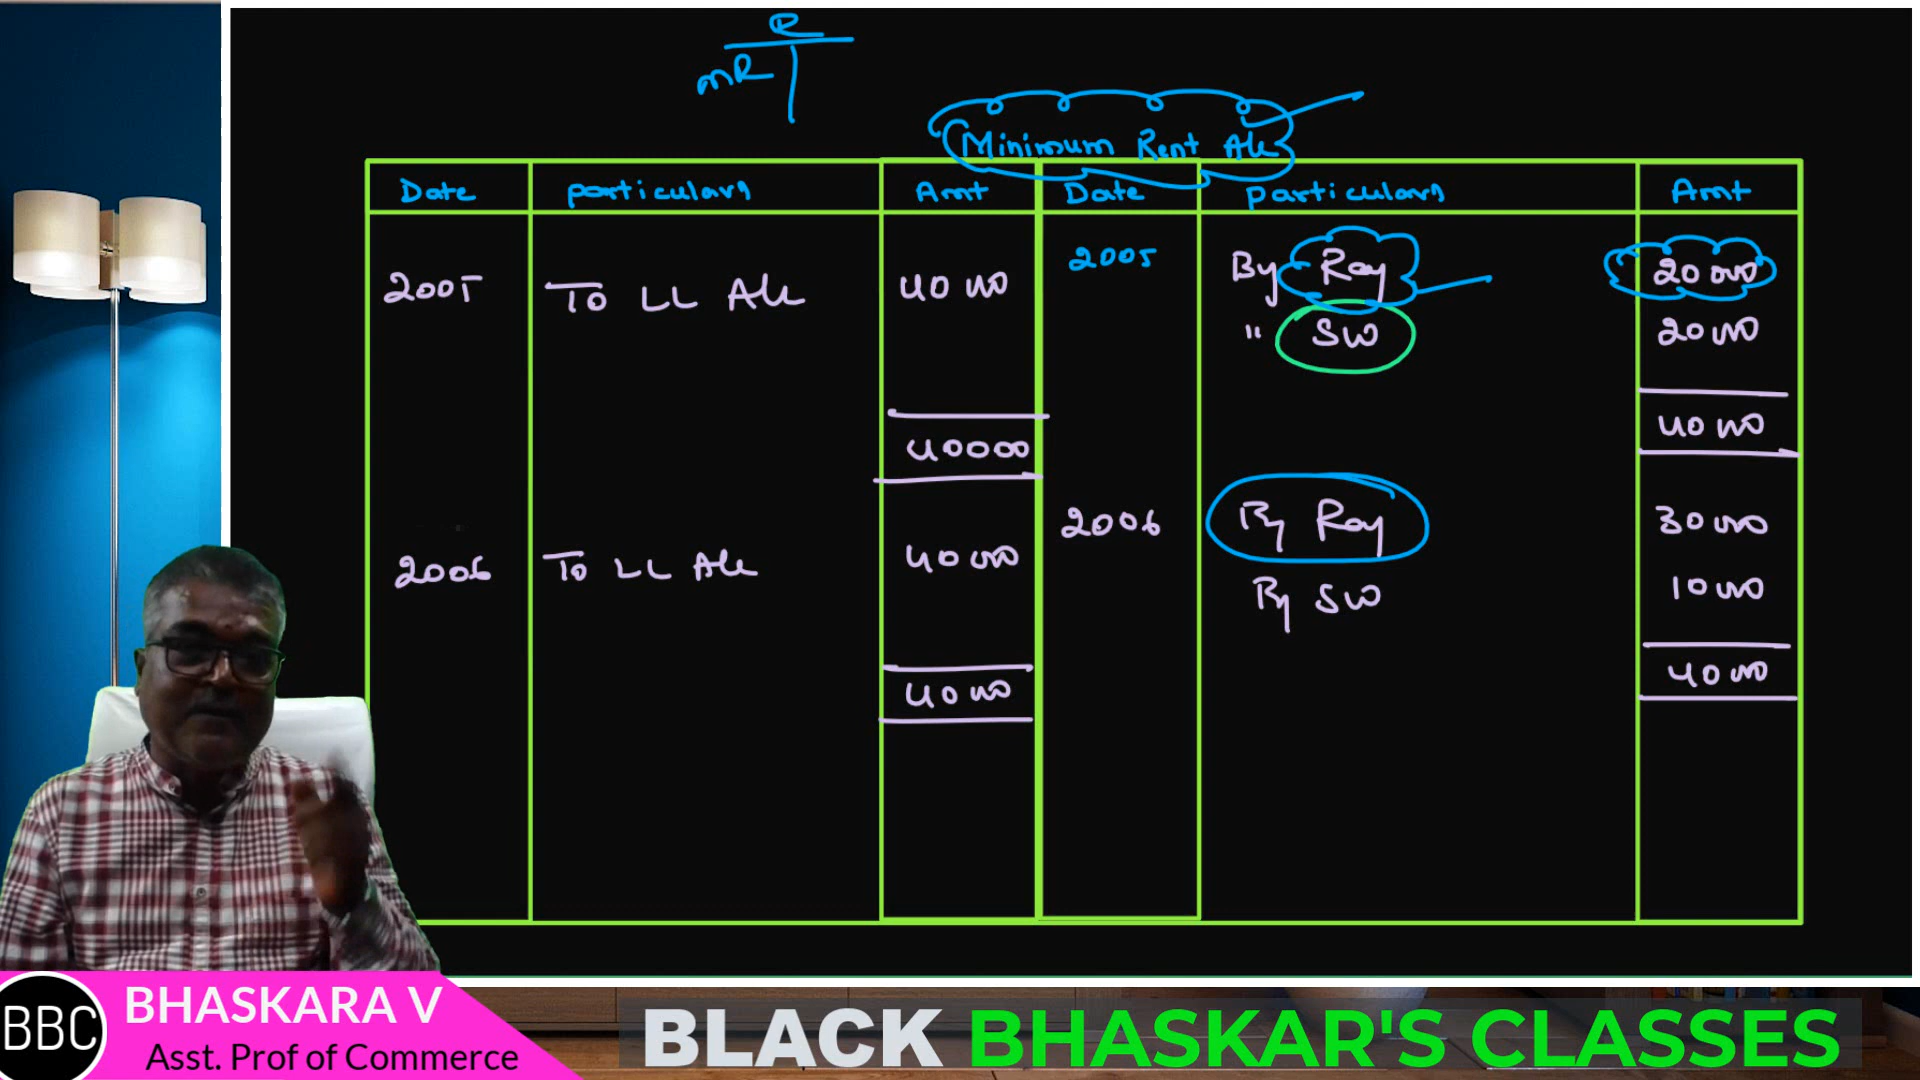 R
MR
Minimum Rent A/c
Date particulars Amt Date particulars Amt
2005 To LL A/c 40000 2005 By Roy 20000
" SW 20000
40000 40000
2006 To LL A/c 40000 2006 By Roy 30000
By SW 10000
40000 40000
BBC
BHASKARA V
Asst. Prof of Commerce
BLACK BHASKAR'S CLASSES